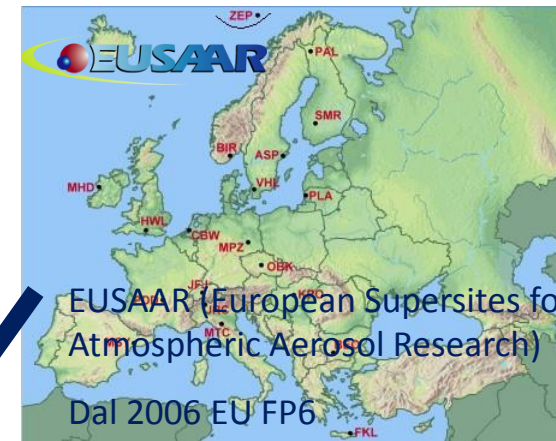 ZEP
EUSAAR
PAL
SMR
BIR
ASP
MHD
VHL
PLA
HWL
CBW
MPZ
OBK
JFJ
KPO
EUSAAR (European Supersites fo
Atmospheric Aerosol Research)
MTC
Dal 2006 EU FP6
FKL